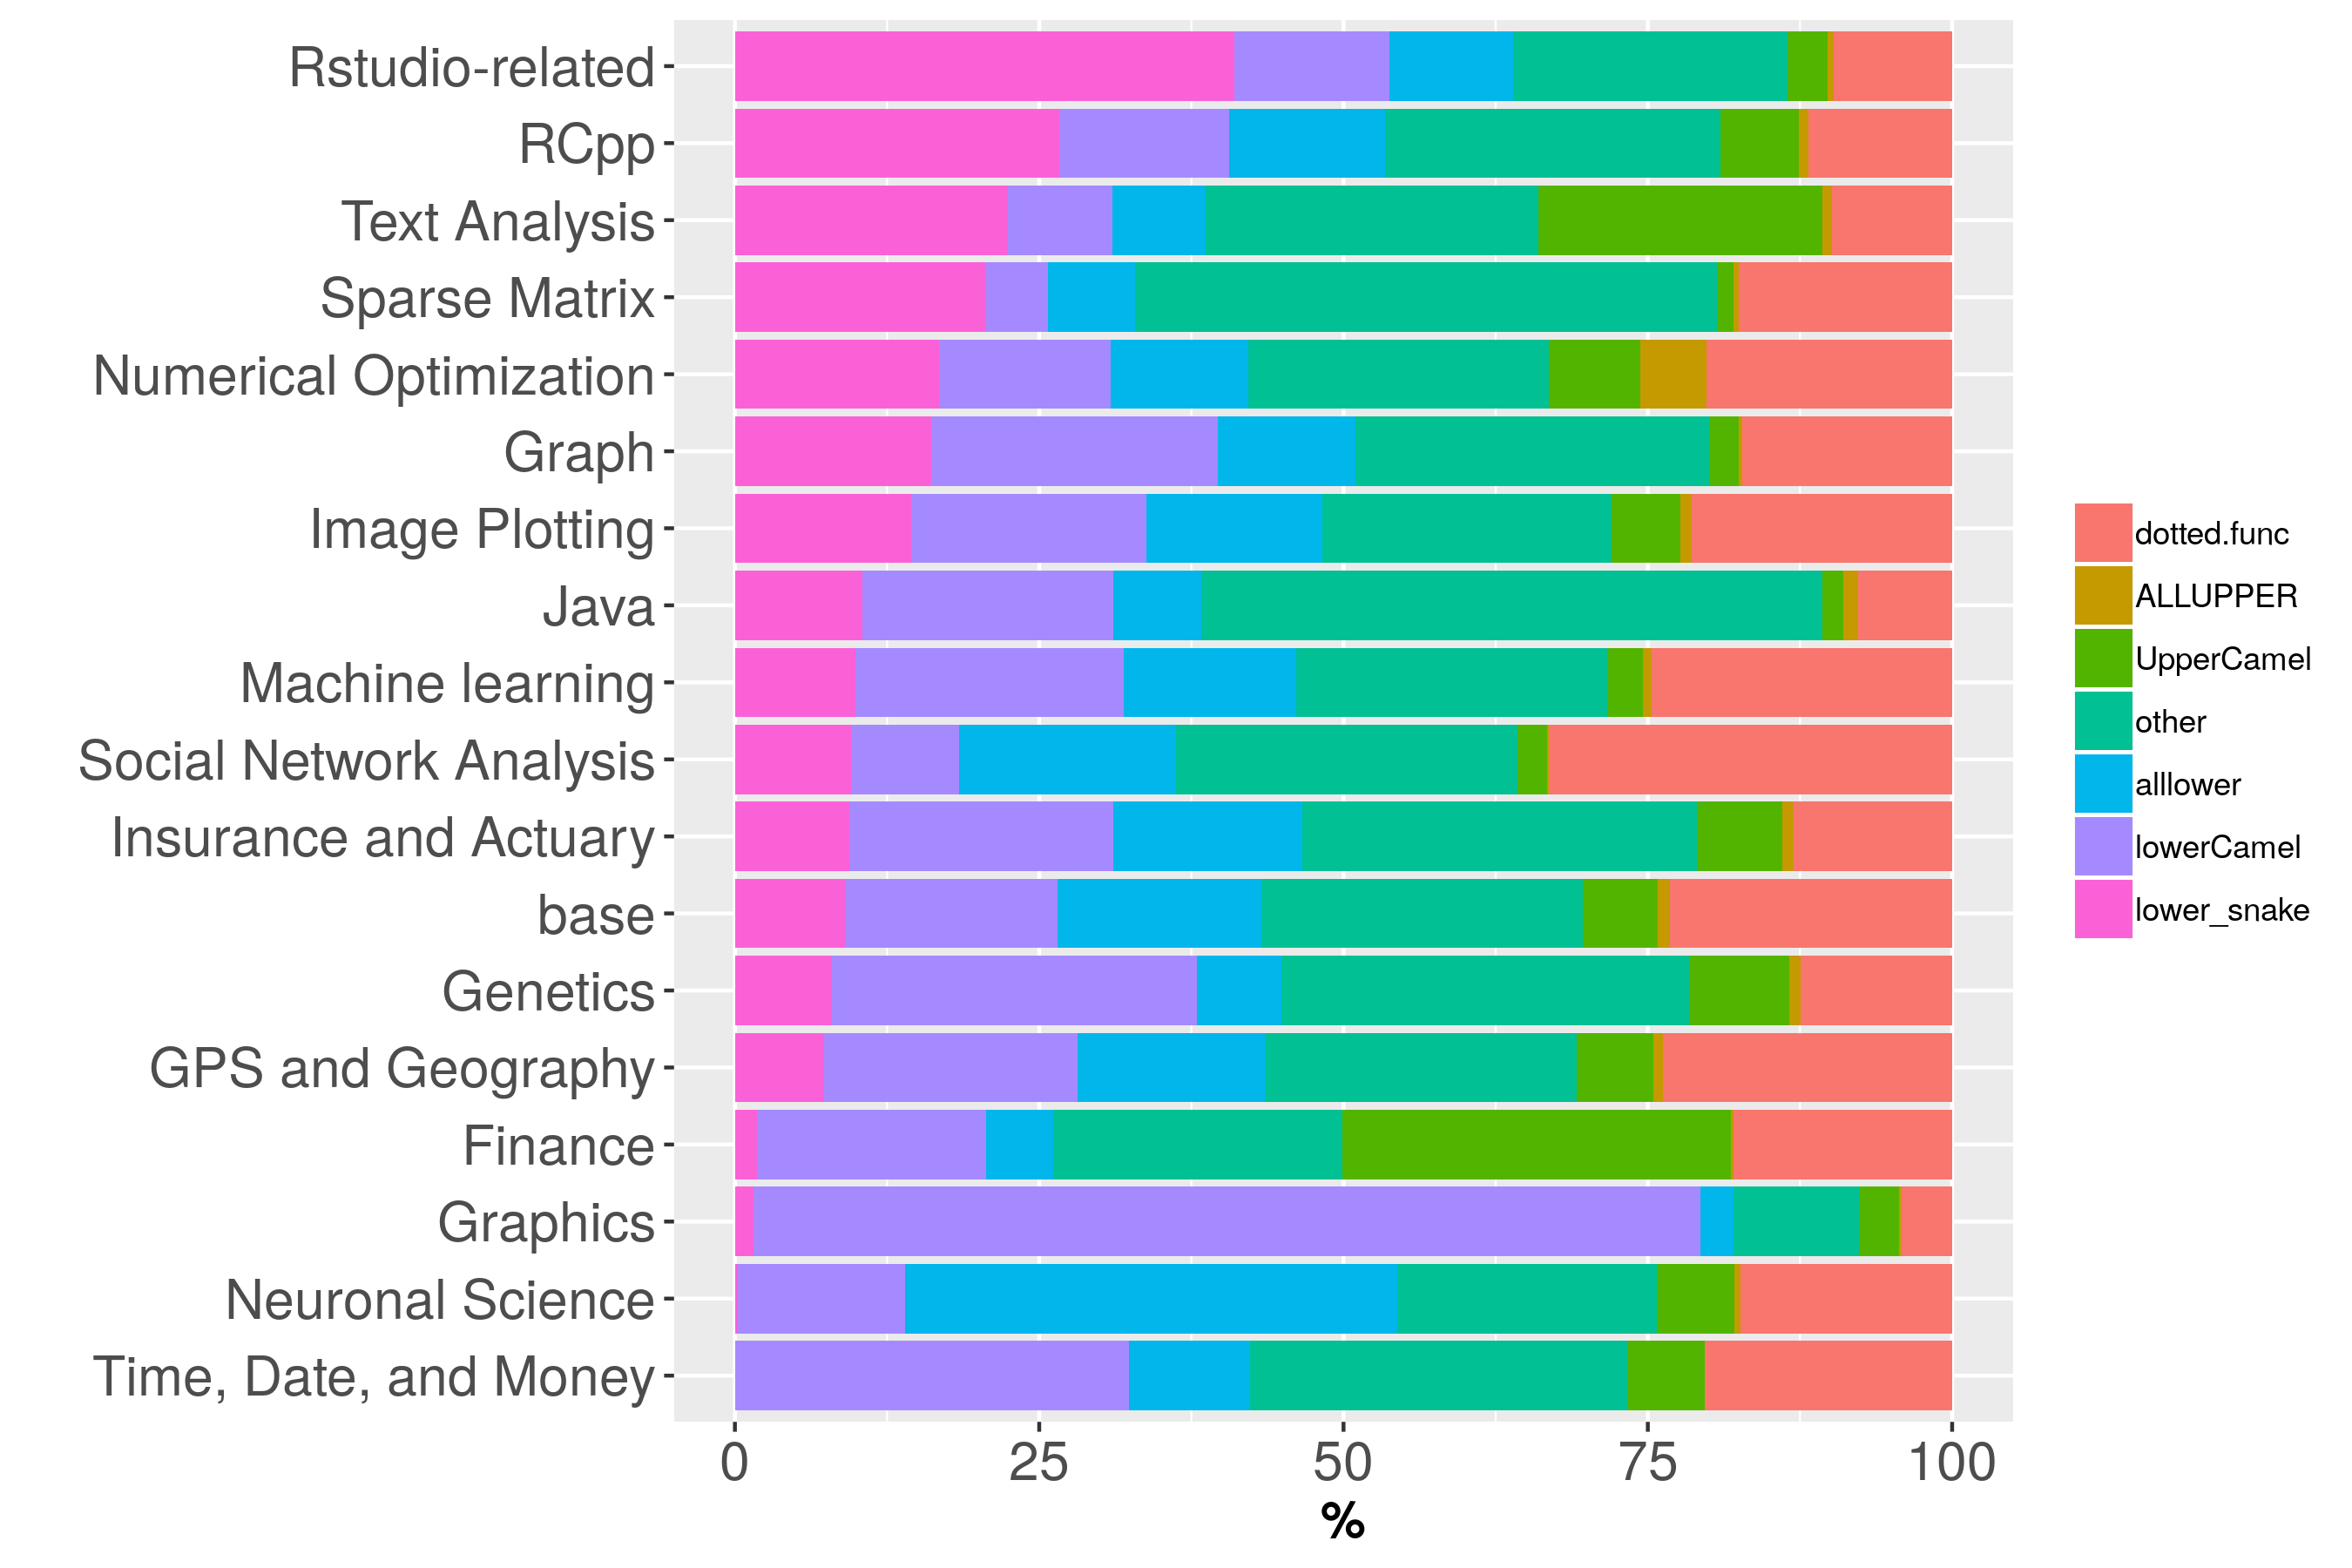 Rstudio-related
RCpp
Text Analysis
Sparse Matrix
Numerical Optimization
Graph
Image Plotting
Java
Machine learning
Social Network Analysis
Insurance and Actuary
base
Genetics
GPS and Geography
Finance
Graphics
Neuronal Science
Time, Date, and Money
0 25 50 75 100
%
dotted.func
ALLUPPER
UpperCamel
other
alllower
lowerCamel
lower_snake